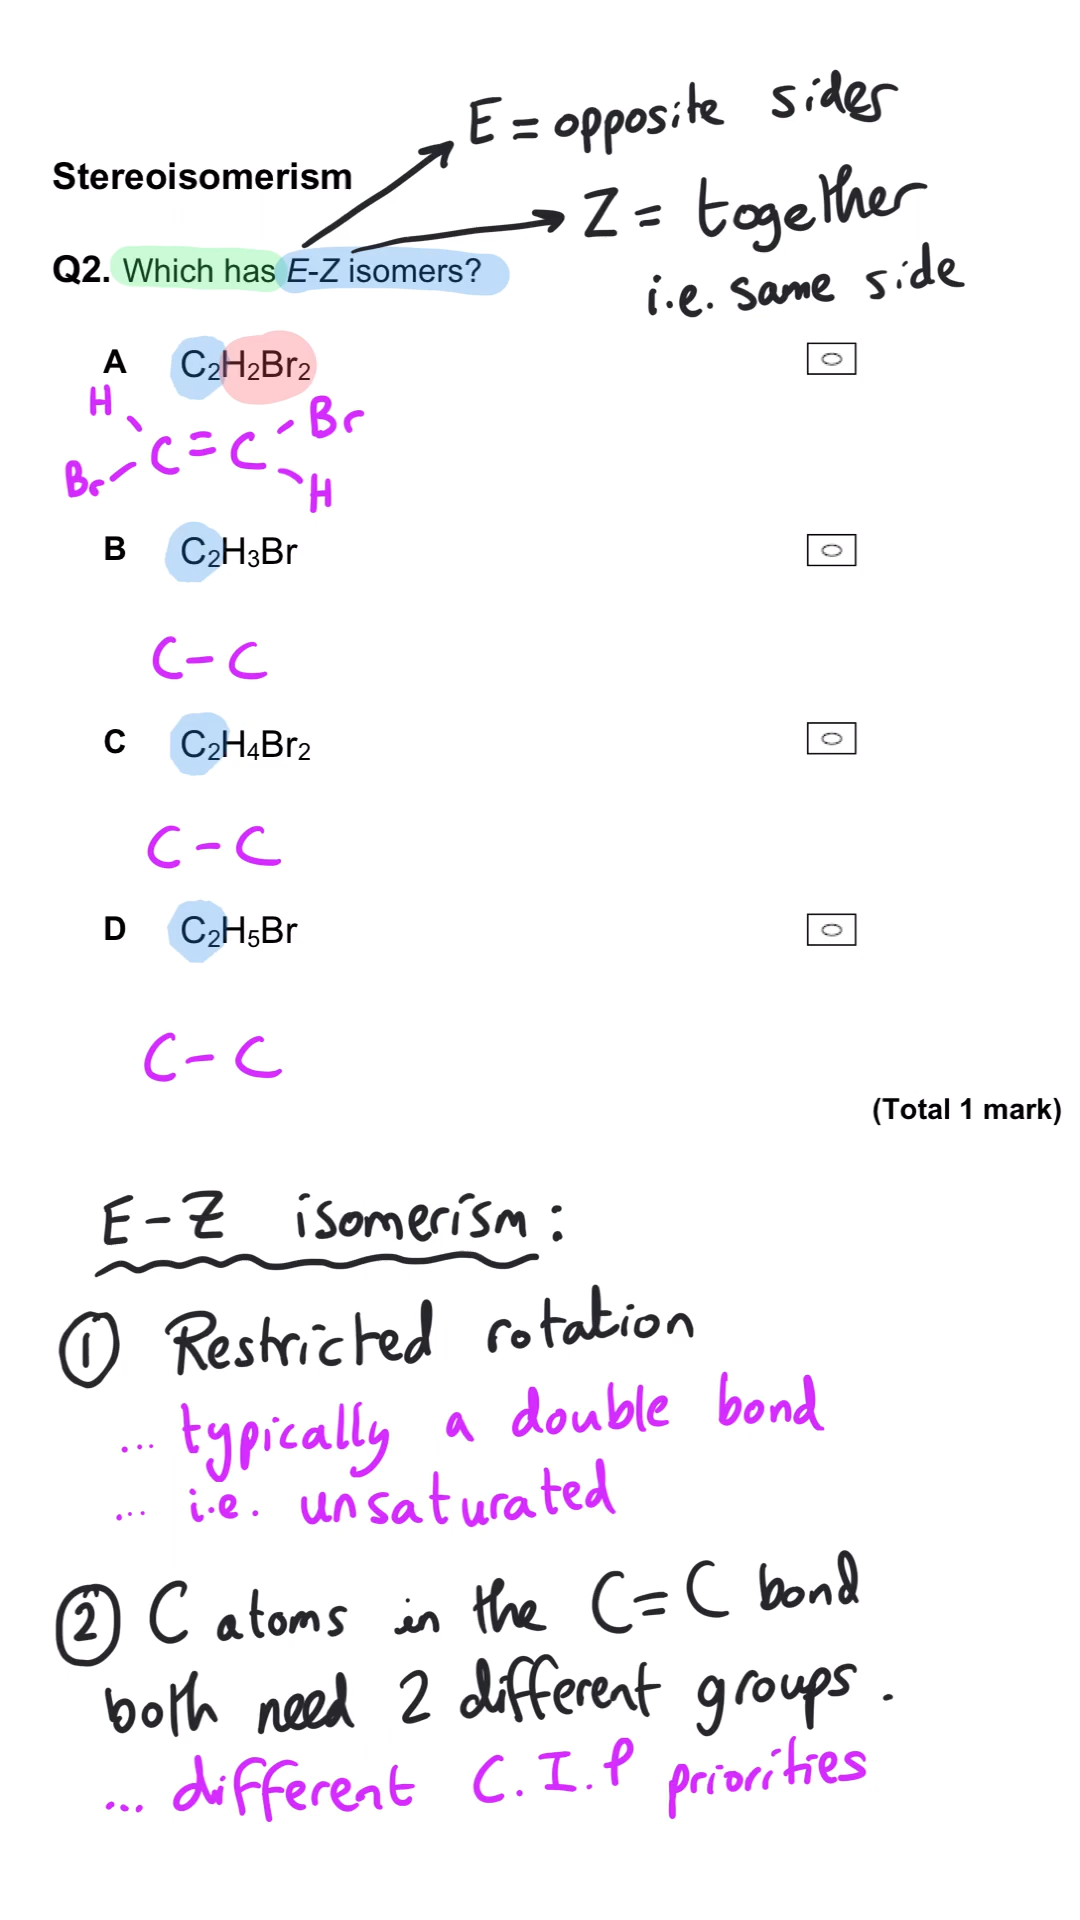 E = opposite sides
Stereoisomerism
Z = together
Q2. Which has E-Z isomers?
i.e. same side
A C₂H₂Br₂
H Br
C = C
Br H
B C₂H₃Br
C - C
C C₂H₄Br₂
C - C
D C₂H₅Br
C - C
(Total 1 mark)
E-Z isomerism:
① Restricted rotation
... typically a double bond
... i.e. unsaturated
② C atoms in the C=C bond
both need 2 different groups.
... different C.I.P priorities